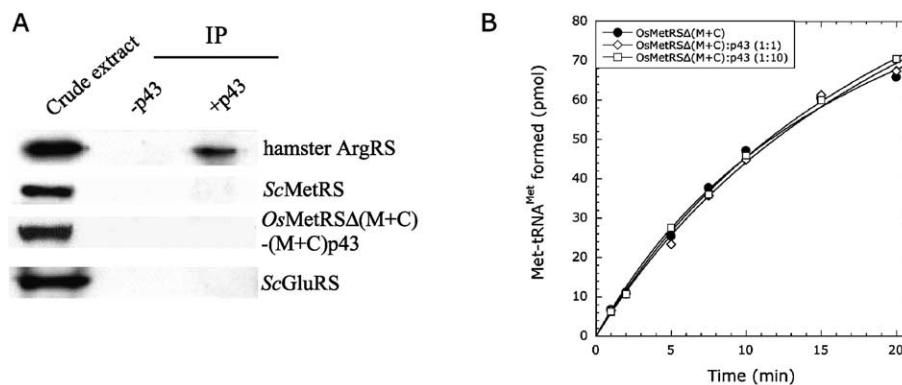 A
IP
Crude extract
-p43
+p43
hamster ArgRS
ScMetRS
OsMetRSΔ(M+C)
-(M+C)p43
ScGluRS
B
OsMetRSΔ(M+C)
OsMetRSΔ(M+C):p43 (1:1)
OsMetRSΔ(M+C):p43 (1:10)
Met-tRNA^Met formed (pmol)
80
70
60
50
40
30
20
10
0
0
5
10
15
20
Time (min)